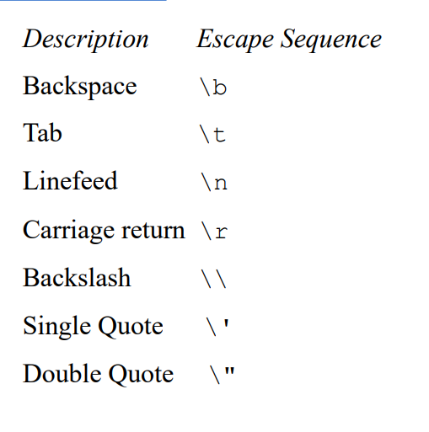 Description Escape Sequence
Backspace \b
Tab \t
Linefeed \n
Carriage return \r
Backslash \\
Single Quote \'
Double Quote \"